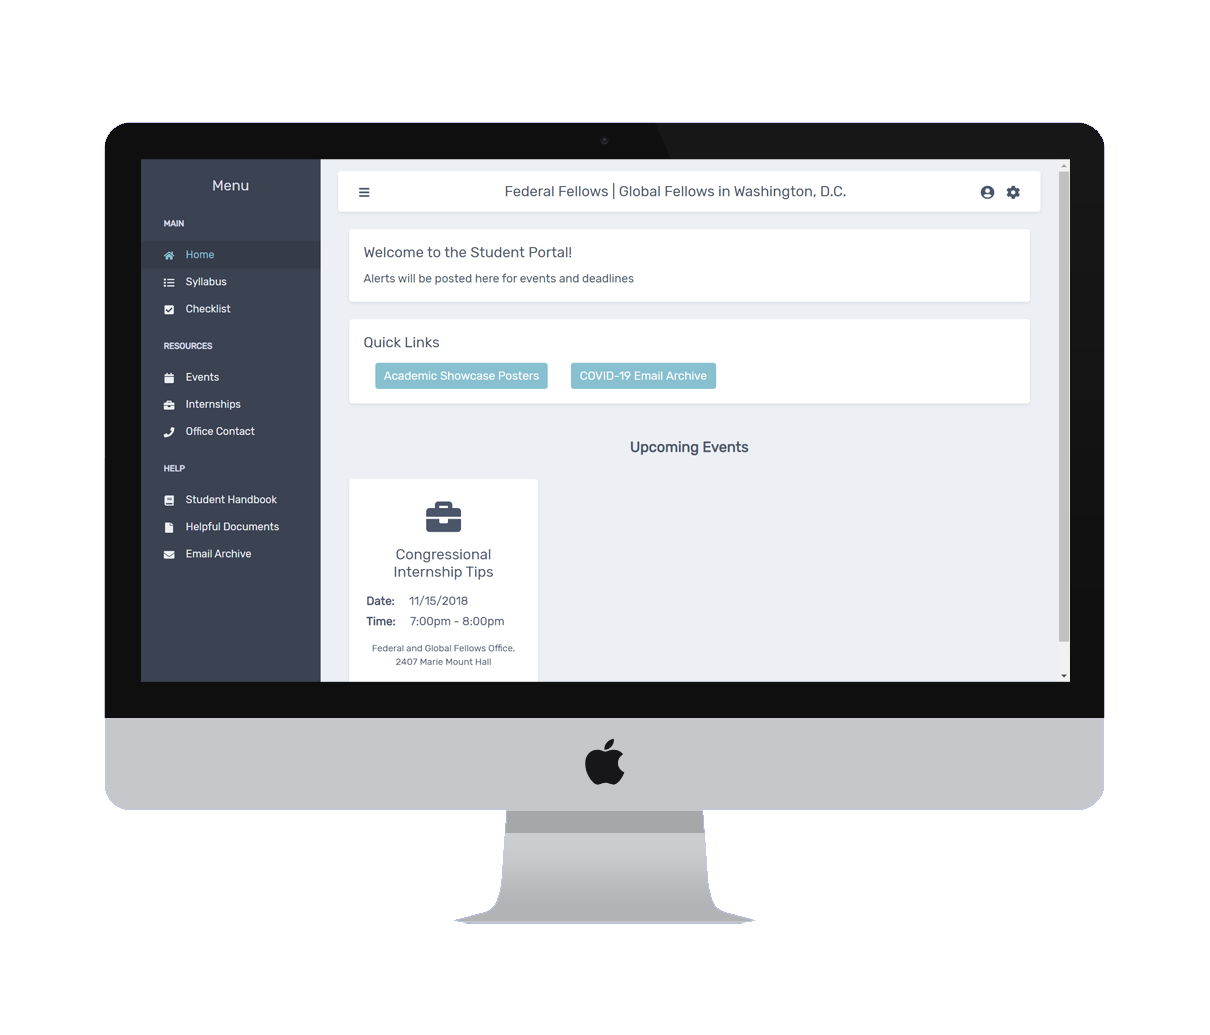 Menu
MAIN
Home
Syllabus
Checklist
RESOURCES
Events
Internships
Office Contact
HELP
Student Handbook
Helpful Documents
Email Archive
Federal Fellows | Global Fellows in Washington, D.C.
Welcome to the Student Portal!
Alerts will be posted here for events and deadlines
Quick Links
Academic Showcase Posters
COVID-19 Email Archive
Upcoming Events
Congressional
Internship Tips
Date: 11/15/2018
Time: 7:00pm - 8:00pm
Federal and Global Fellows Office,
2407 Marie Mount Hall